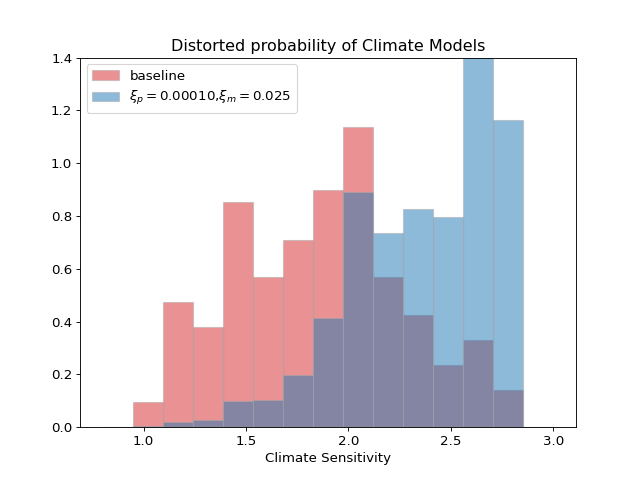 Distorted probability of Climate Models
baseline
ξₚ = 0.00010,ξₘ = 0.025
1.4
1.2
1.0
0.8
0.6
0.4
0.2
0.0
1.0 1.5 2.0 2.5 3.0
Climate Sensitivity